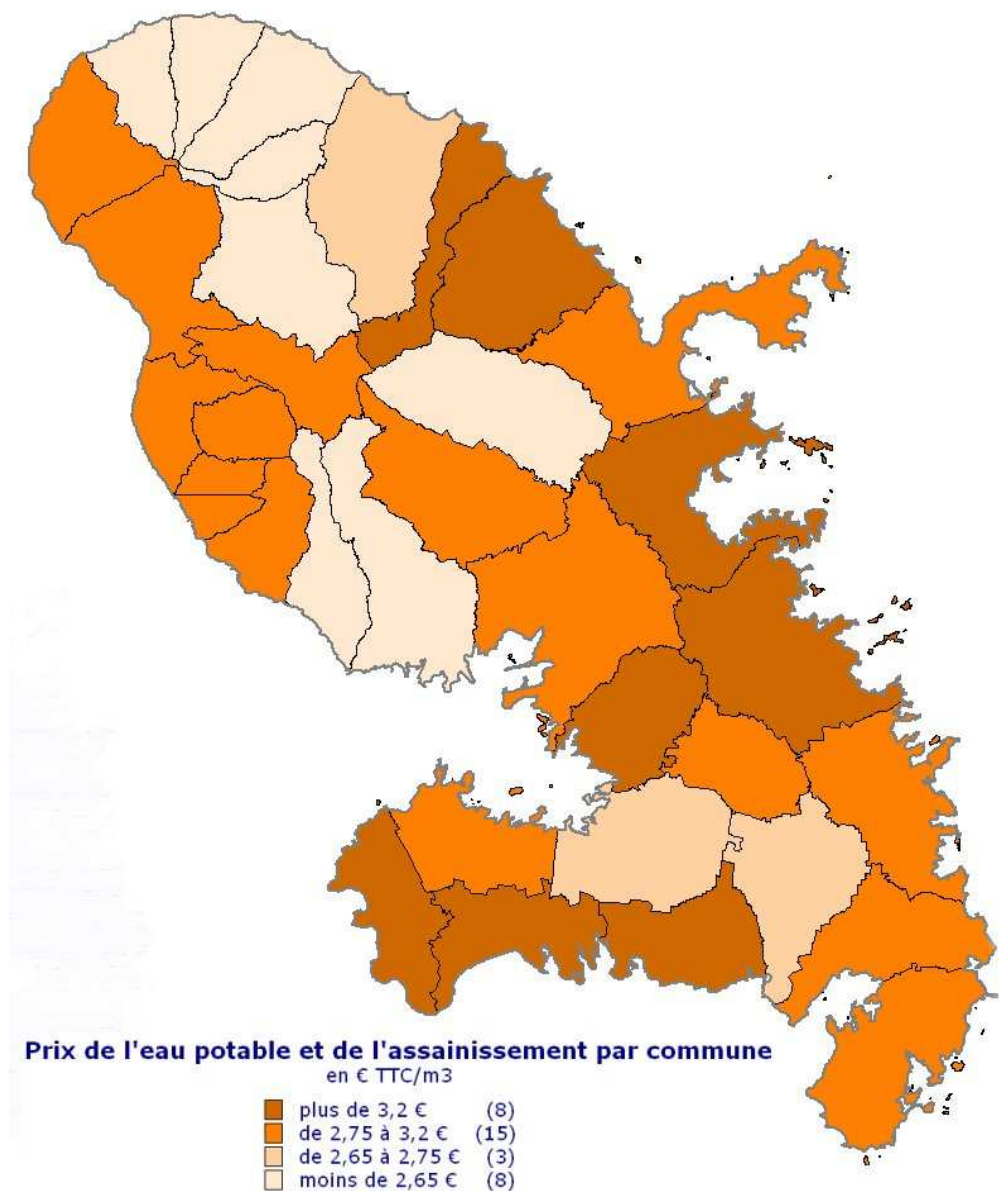 Prix de l'eau potable et de l'assainissement par commune
en € TTC/m3
plus de 3,2 € (8)
de 2,75 à 3,2 € (15)
de 2,65 à 2,75 € (3)
moins de 2,65 € (8)